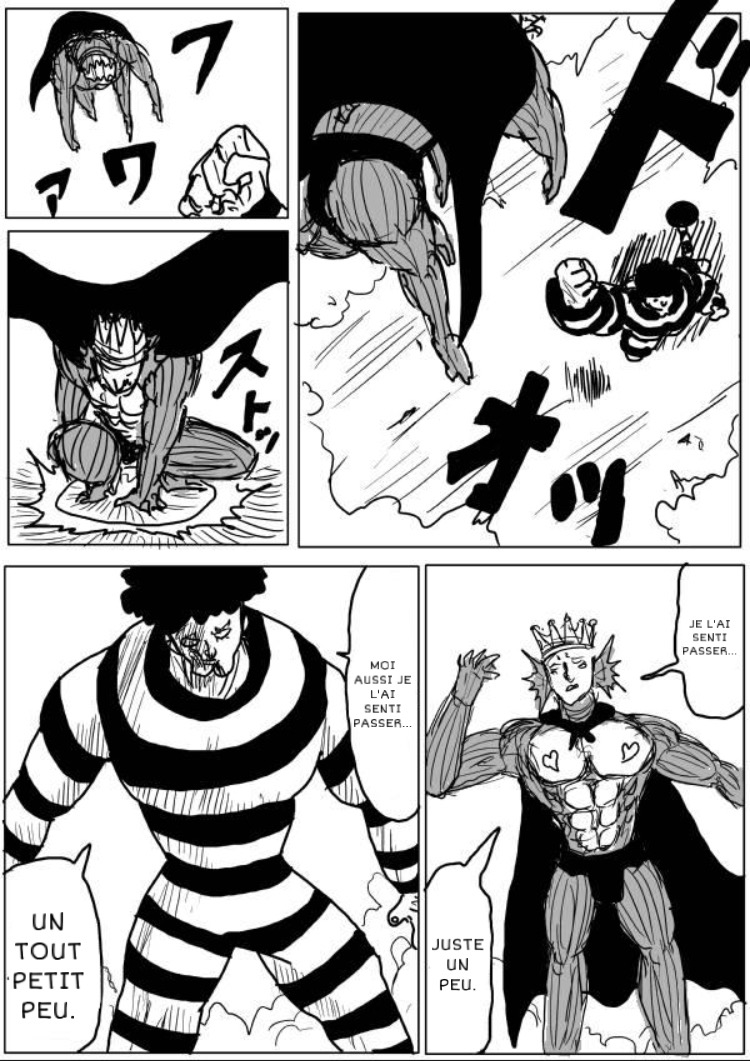 ドオッ
ファワ
ストッ
JE L'AI
SENTI
PASSER...
JUSTE
UN
PEU.
MOI
AUSSI JE
L'AI
SENTI
PASSER...
UN
TOUT
PETIT
PEU.